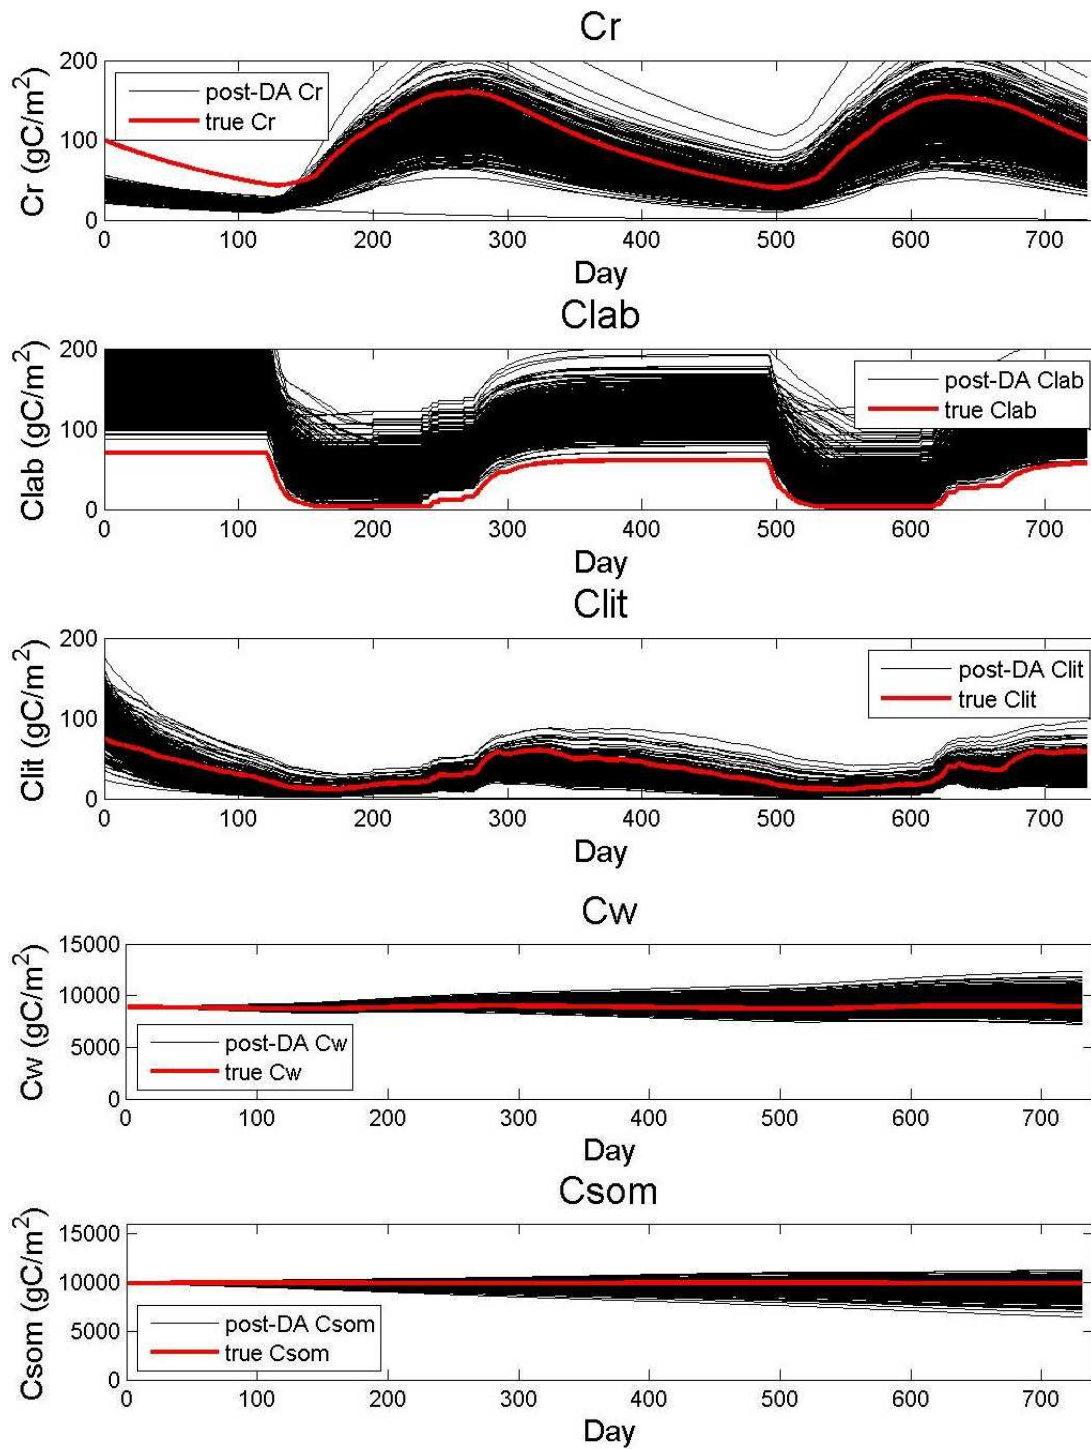 Cr
200
100
0
Cr (gC/m²)
post-DA Cr
true Cr
0 100 200 300 400 500 600 700
Day
Clab
200
100
0
Clab (gC/m²)
post-DA Clab
true Clab
0 100 200 300 400 500 600 700
Day
Clit
200
100
0
Clit (gC/m²)
post-DA Clit
true Clit
0 100 200 300 400 500 600 700
Day
Cw
15000
10000
5000
0
Cw (gC/m²)
post-DA Cw
true Cw
0 100 200 300 400 500 600 700
Day
Csom
15000
10000
5000
0
Csom (gC/m²)
post-DA Csom
true Csom
0 100 200 300 400 500 600 700
Day